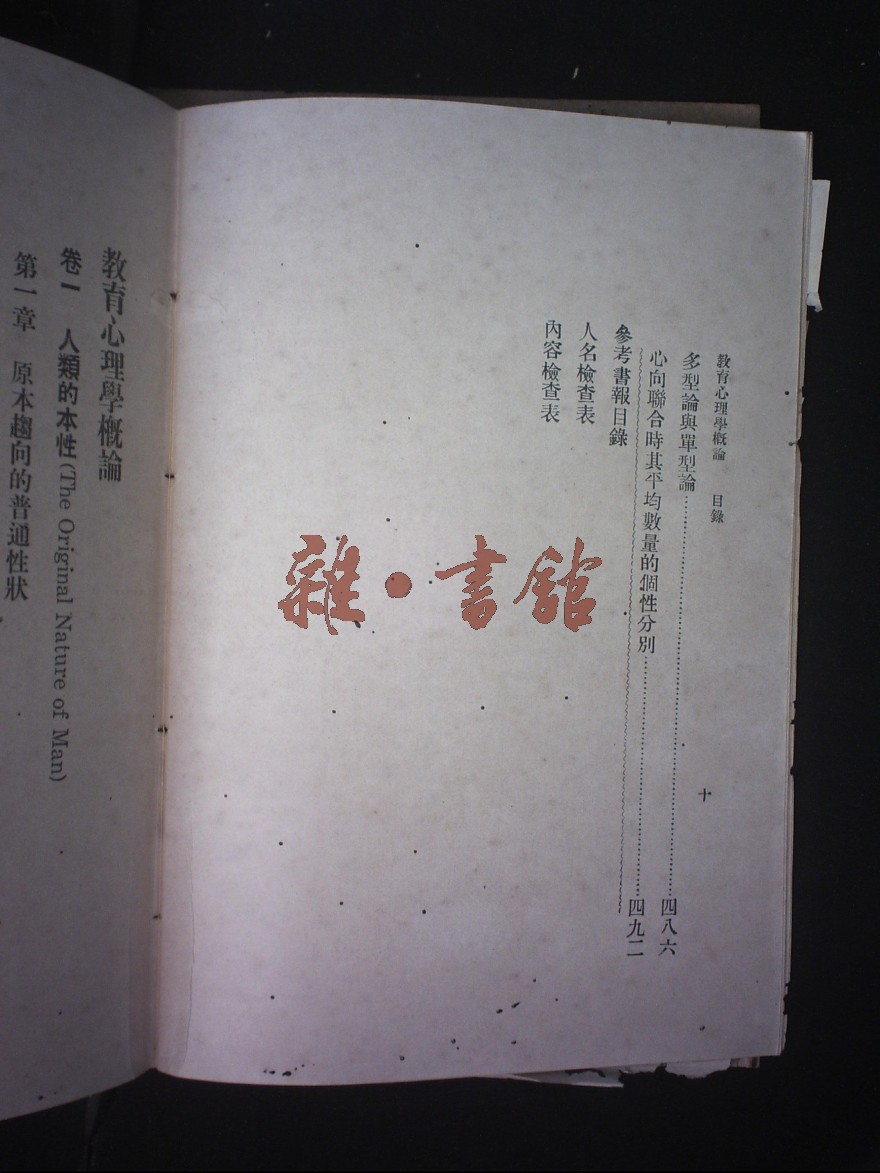 教育心理學概論　目錄
十
多型論與單型論……四八六
心向聯合時其平均數量的個性分別……四九二
參考書報目錄
人名檢查表
內容檢查表
教育心理學概論
卷一　人類的本性(The Original Nature of Man)
第一章　原本趨向的普通性狀
雜·書館